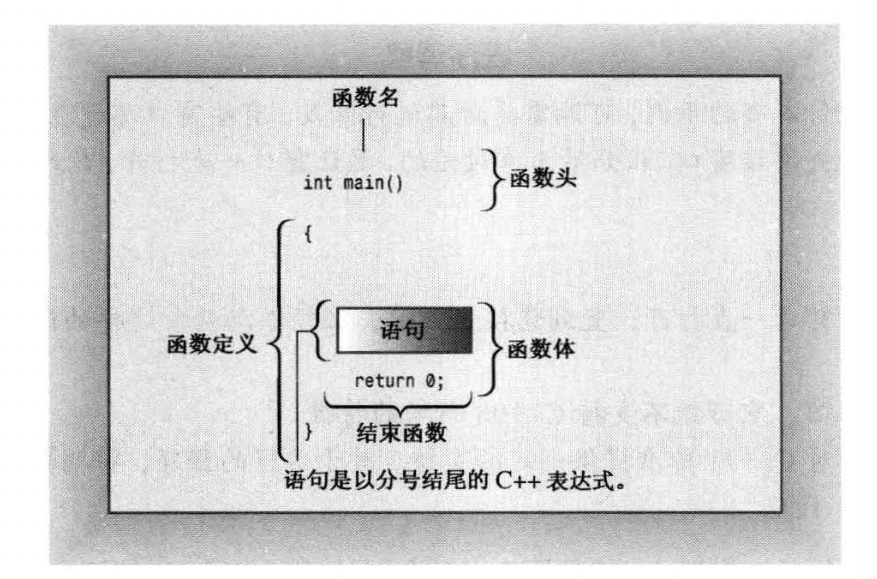 函数名
int main()
函数头
{
语句
函数定义
函数体
return 0;
}
结束函数
语句是以分号结尾的 C++ 表达式。